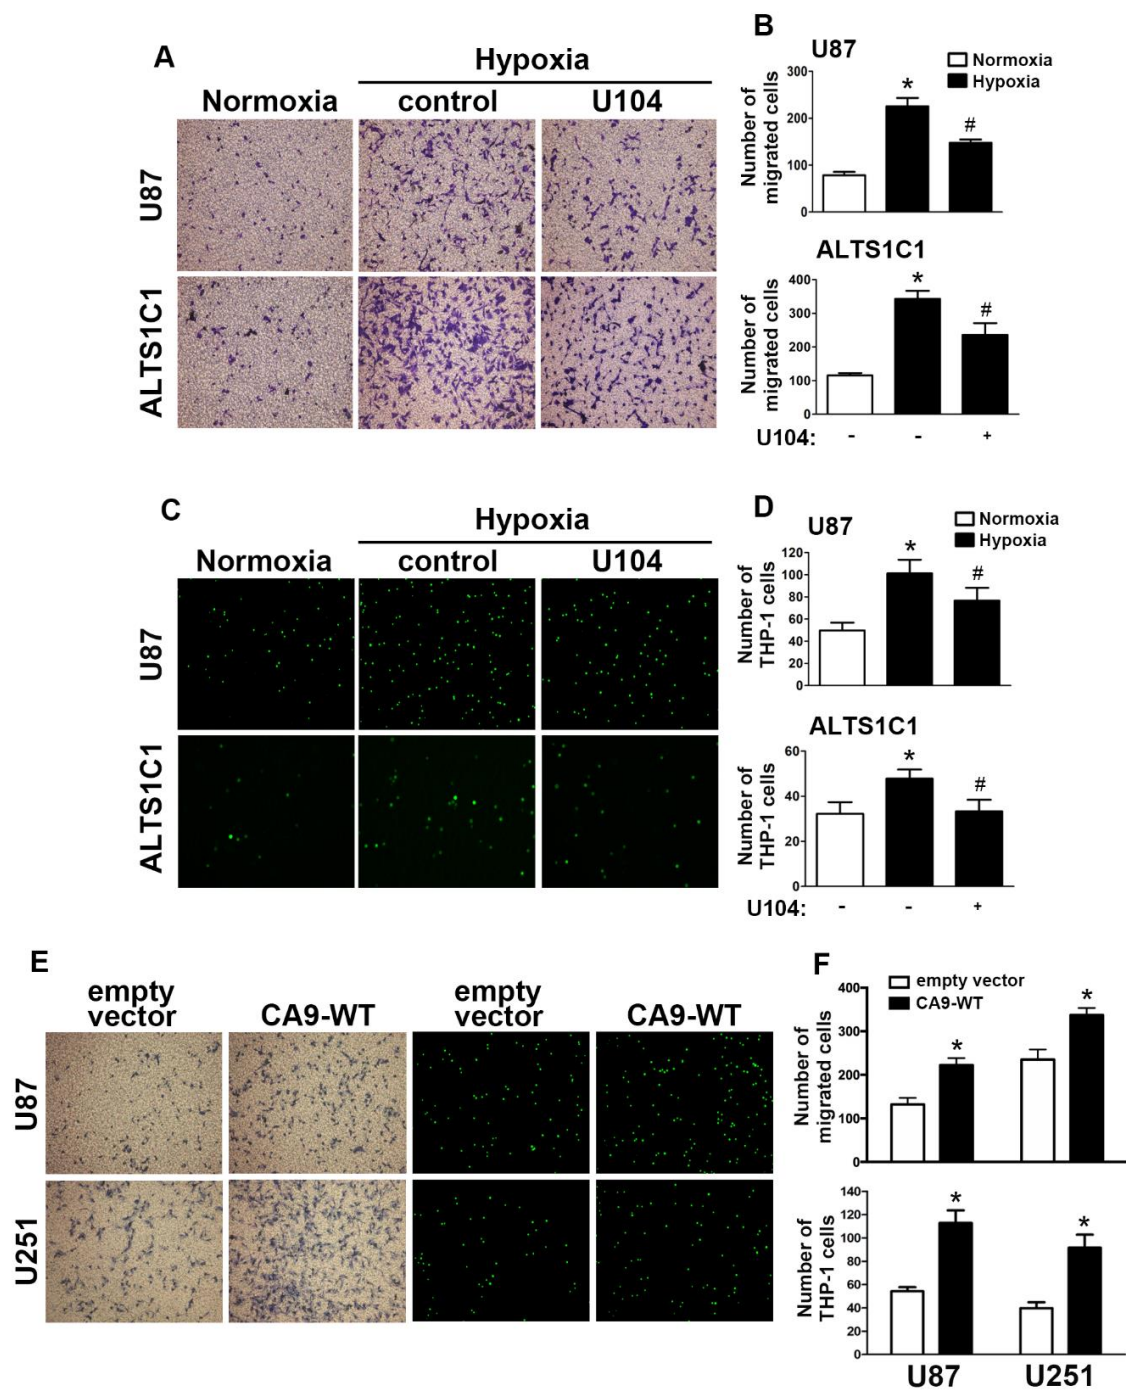 A
Hypoxia
Normoxia control U104
U87
ALTS1C1
B
U87
Normoxia
Hypoxia
Number of
migrated cells
300
200
100
0
*
#
ALTS1C1
Number of
migrated cells
400
300
200
100
0
*
#
U104: - - +
C
Hypoxia
Normoxia control U104
U87
ALTS1C1
D
U87
Normoxia
Hypoxia
Number of
THP-1 cells
120
100
80
60
40
20
0
*
#
ALTS1C1
Number of
THP-1 cells
60
40
20
0
*
#
U104: - - +
E
empty
vector
CA9-WT
empty
vector
CA9-WT
U87
U251
F
empty vector
CA9-WT
Number of
migrated cells
400
300
200
100
0
*
*
Number of
THP-1 cells
140
120
100
80
60
40
20
0
*
*
U87 U251